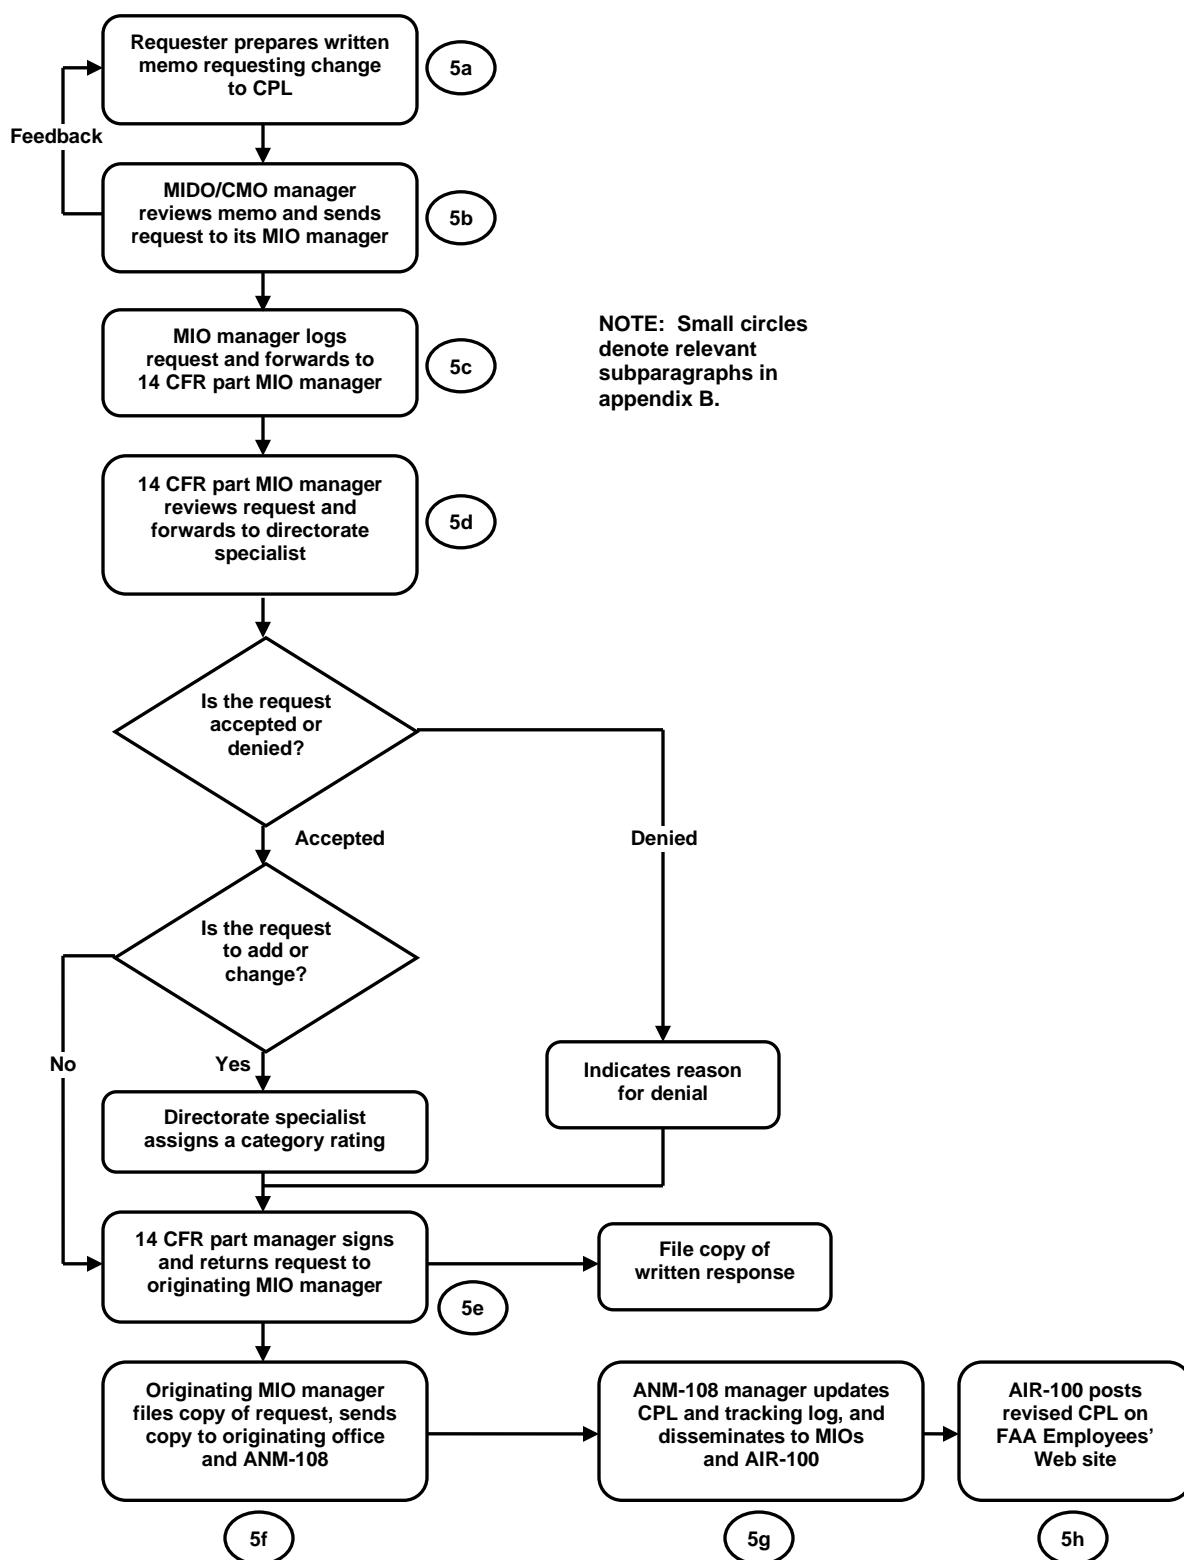 Requester prepares written
memo requesting change
to CPL
5a
Feedback
MIDO/CMO manager
reviews memo and sends
request to its MIO manager
5b
MIO manager logs
request and forwards to
14 CFR part MIO manager
5c
NOTE:  Small circles
denote relevant
subparagraphs in
appendix B.
14 CFR part MIO manager
reviews request and
forwards to directorate
specialist
5d
Is the request
accepted or
denied?
Accepted
Denied
Is the request
to add or
change?
No
Yes
Indicates reason
for denial
Directorate specialist
assigns a category rating
14 CFR part manager signs
and returns request to
originating MIO manager
5e
File copy of
written response
Originating MIO manager
files copy of request, sends
copy to originating office
and ANM-108
ANM-108 manager updates
CPL and tracking log, and
disseminates to MIOs
and AIR-100
AIR-100 posts
revised CPL on
FAA Employees’
Web site
5f
5g
5h